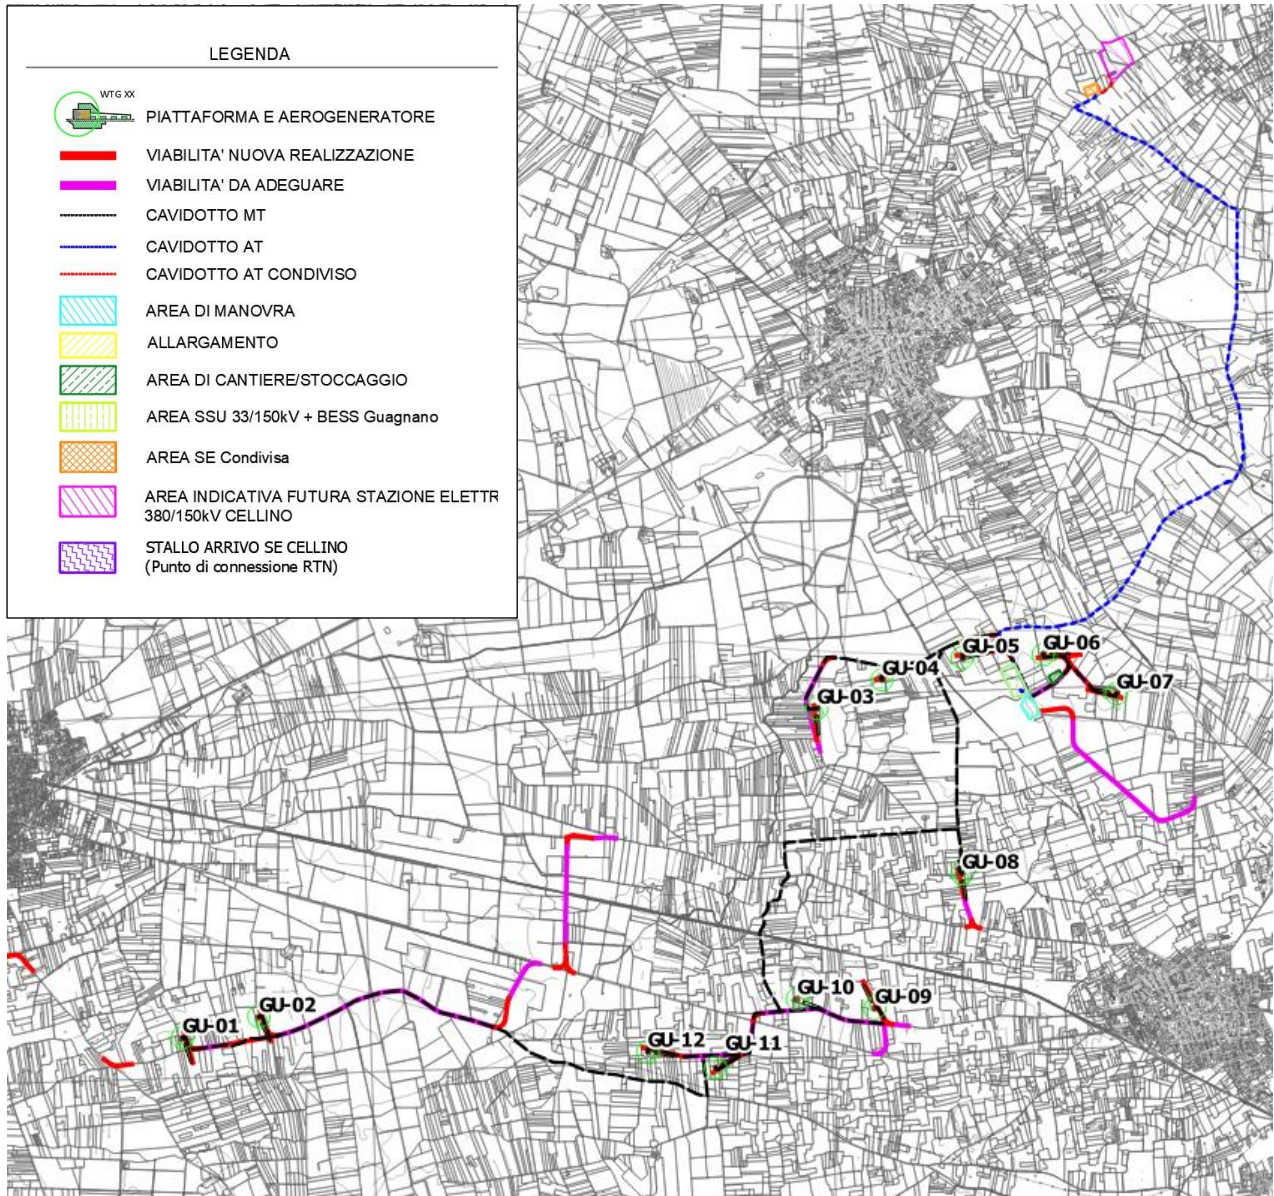 LEGENDA
WTG XX
PIATTAFORMA E AEROGENERATORE
VIABILITA' NUOVA REALIZZAZIONE
VIABILITA' DA ADEGUARE
CAVIDOTTO MT
CAVIDOTTO AT
CAVIDOTTO AT CONDIVISO
AREA DI MANOVRA
ALLARGAMENTO
AREA DI CANTIERE/STOCCAGGIO
AREA SSU 33/150kV + BESS Guagnano
AREA SE Condivisa
AREA INDICATIVA FUTURA STAZIONE ELETTR
380/150kV CELLINO
STALLO ARRIVO SE CELLINO
(Punto di connessione RTN)
GU-05
GU-06
GU-04
GU-07
GU-03
GU-08
GU-10
GU-09
GU-02
GU-01
GU-12
GU-11